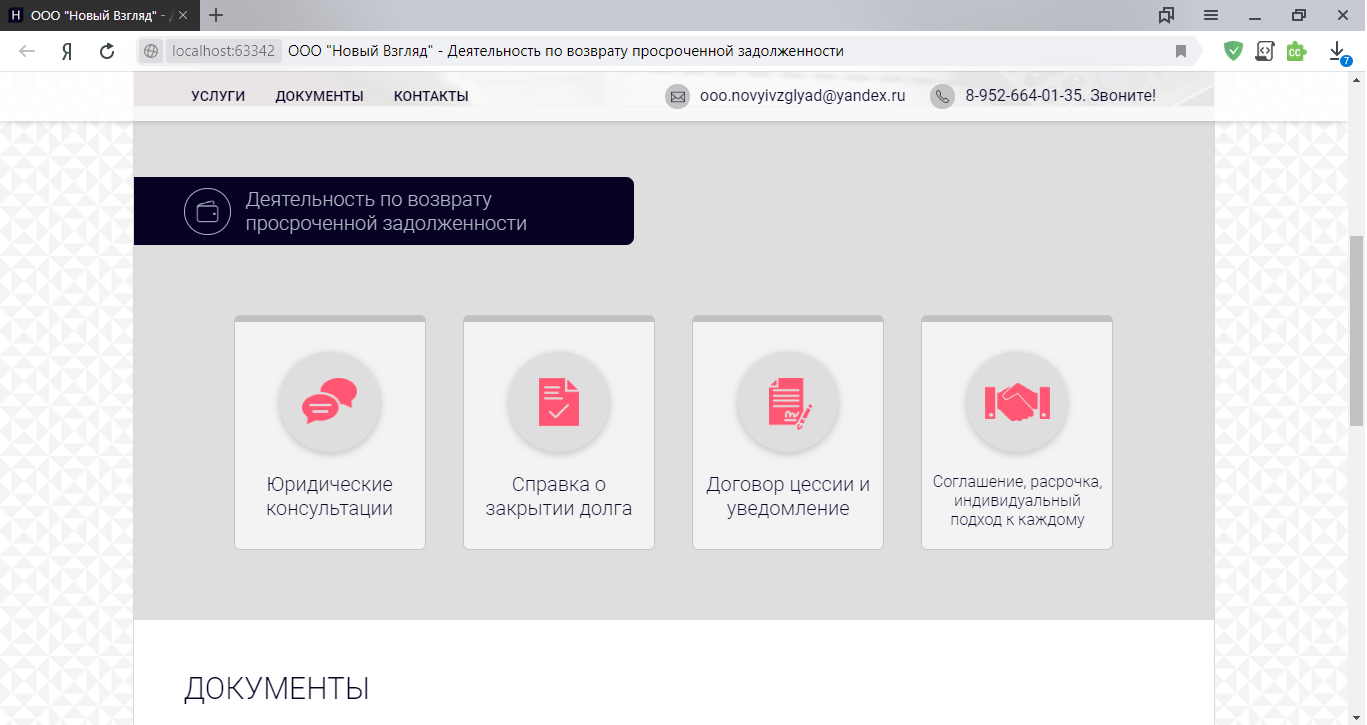 ООО "Новый Взгляд" -
localhost:63342 ООО "Новый Взгляд" - Деятельность по возврату просроченной задолженности
7
УСЛУГИ ДОКУМЕНТЫ КОНТАКТЫ ooo.novyivzglyad@yandex.ru 8-952-664-01-35. Звоните!
Деятельность по возврату
просроченной задолженности
Юридические
консультации
Справка о
закрытии долга
Договор цессии и
уведомление
Соглашение, расрочка,
индивидуальный
подход к каждому
ДОКУМЕНТЫ